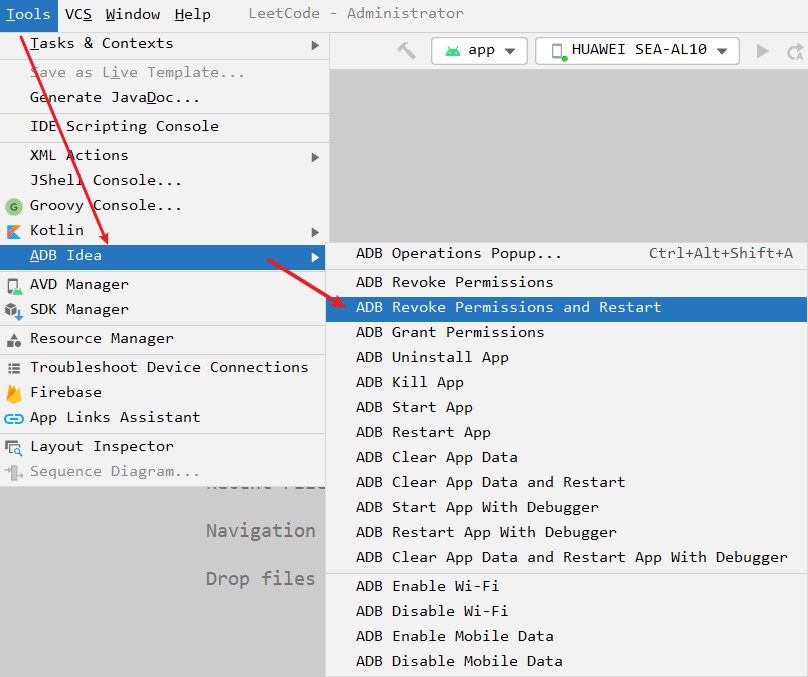 Tools VCS Window Help LeetCode - Administrator
app HUAWEI SEA-AL10
Tasks & Contexts
Save as Live Template...
Generate JavaDoc...
IDE Scripting Console
XML Actions
JShell Console...
G Groovy Console...
Kotlin
ADB Idea
AVD Manager
SDK Manager
Resource Manager
Troubleshoot Device Connections
Firebase
App Links Assistant
Layout Inspector
Sequence Diagram...
ADB Operations Popup... Ctrl+Alt+Shift+A
ADB Revoke Permissions
ADB Revoke Permissions and Restart
ADB Grant Permissions
ADB Uninstall App
ADB Kill App
ADB Start App
ADB Restart App
ADB Clear App Data
ADB Clear App Data and Restart
ADB Start App With Debugger
ADB Restart App With Debugger
ADB Clear App Data and Restart App With Debugger
ADB Enable Wi-Fi
ADB Disable Wi-Fi
ADB Enable Mobile Data
ADB Disable Mobile Data
Navigation
Drop files